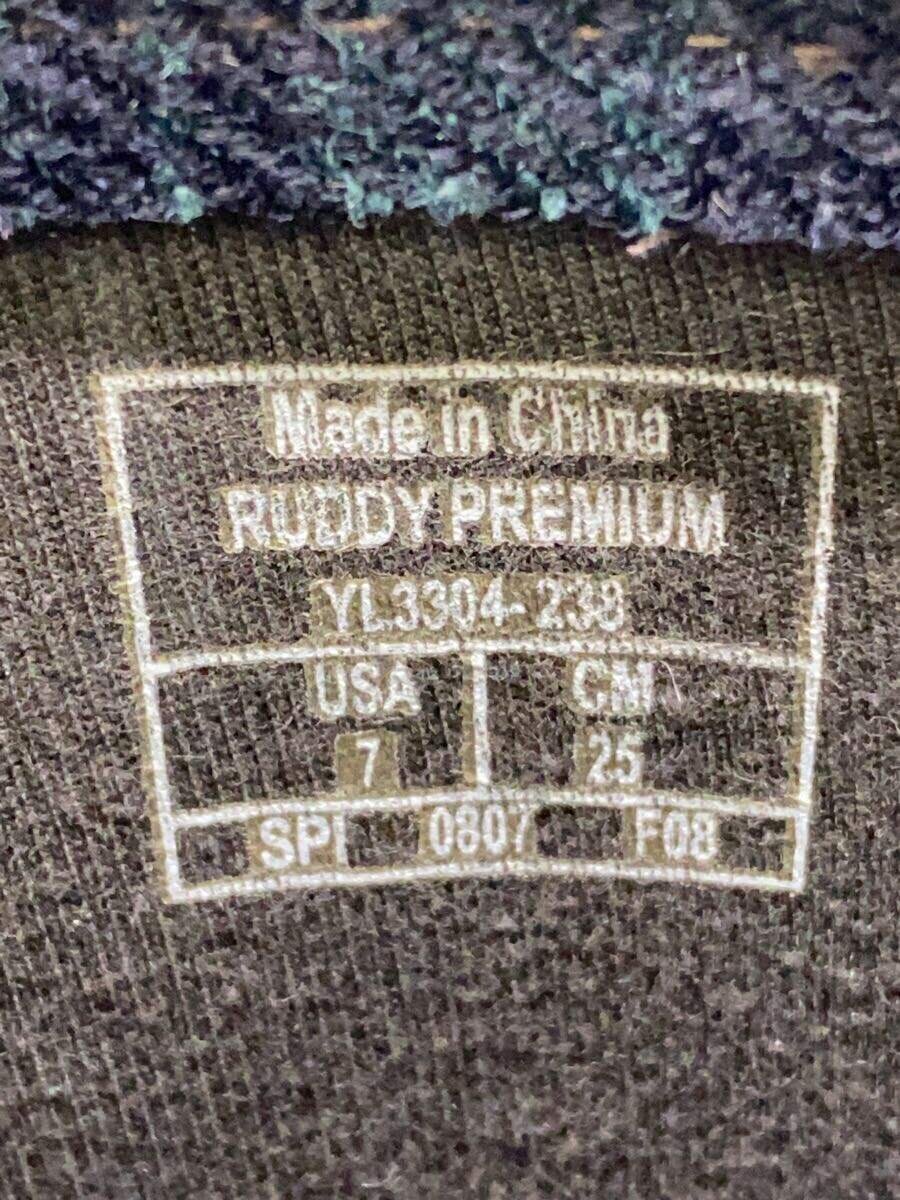 Made in China
RUDDY PREMIUM
YL3304-238
USA CM
7 25
SPI 0807 F08